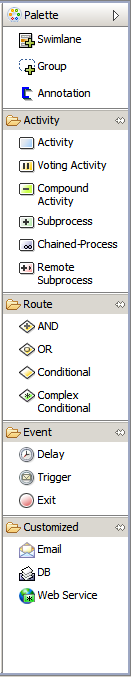 Palette
Swimlane
Group
Annotation
Activity
Activity
Voting Activity
Compound
Activity
Subprocess
Chained-Process
Remote
Subprocess
Route
AND
OR
Conditional
Complex
Conditional
Event
Delay
Trigger
Exit
Customized
Email
DB
Web Service